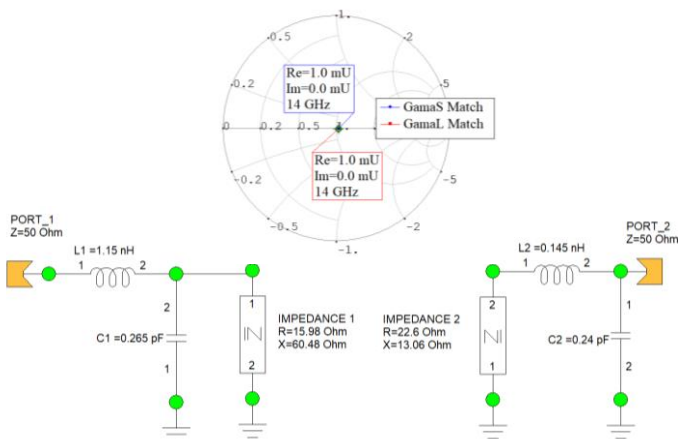 1.
-0.5
2
Re=1.0 mU
Im=0.0 mU
14 GHz
0.2
5
GamaS Match
GamaL Match
0
0.2
0.5
1
Re=1.0 mU
Im=0.0 mU
14 GHz
-0.2
-5
-0.5
-2
-1.
PORT_1
Z=50 Ohm
L1 =1.15 nH
1
2
2
C1 =0.265 pF
1
1
IN
2
IMPEDANCE 1
R=15.98 Ohm
X=60.48 Ohm
IMPEDANCE 2
R=22.6 Ohm
X=13.06 Ohm
2
IN
1
L2 =0.145 nH
1
2
PORT_2
Z=50 Ohm
1
C2 =0.24 pF
2